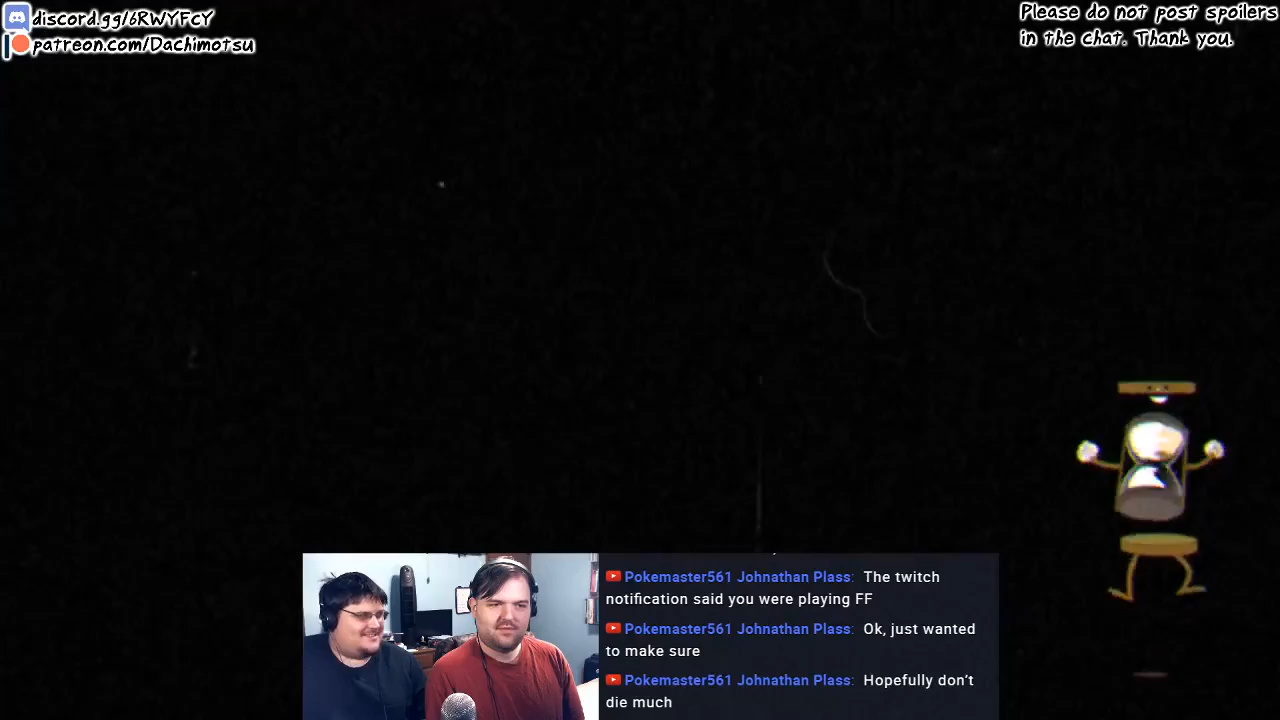 discord.gg/6RWYFcY
patreon.com/Dachimotsu
Please do not post spoilers
in the chat. Thank you.
Pokemaster561 Johnathan Plass: The twitch
notification said you were playing FF
Pokemaster561 Johnathan Plass: Ok, just wanted
to make sure
Pokemaster561 Johnathan Plass: Hopefully don't
die much